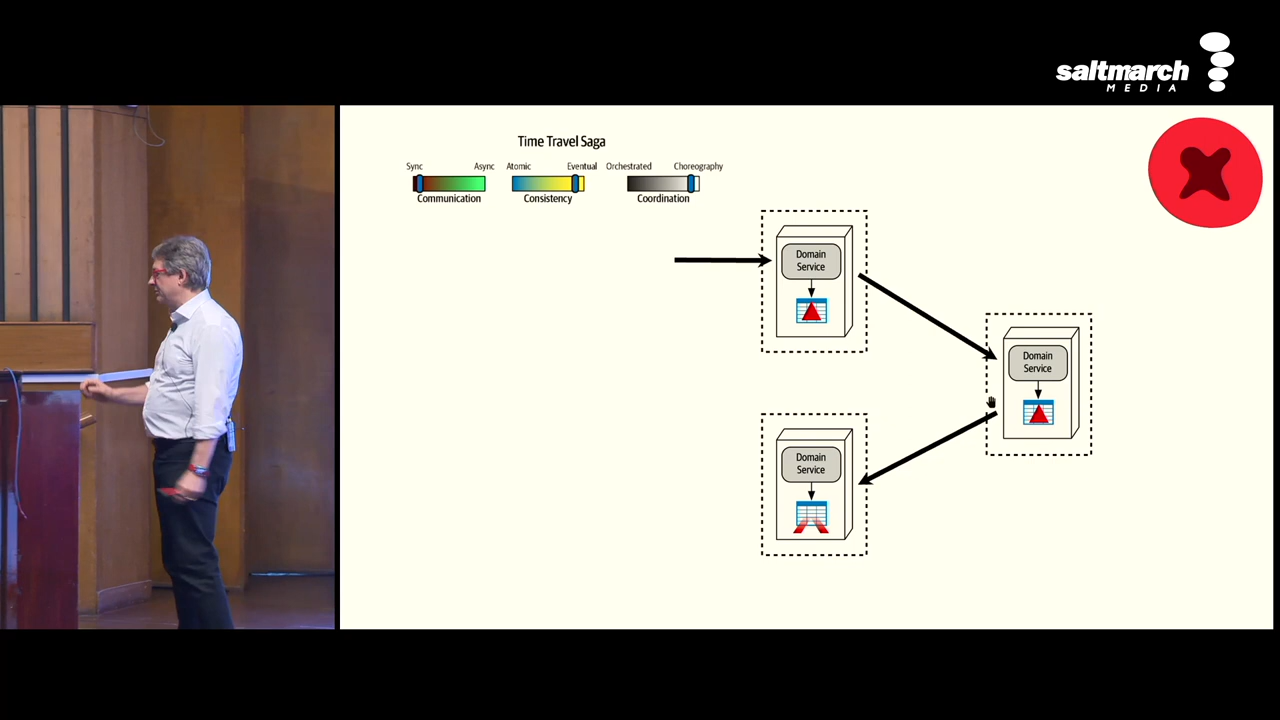 saltmarch
MEDIA
Time Travel Saga
Sync Async Atomic Eventual Orchestrated Choreography
Communication Consistency Coordination
Domain
Service
Domain
Service
Domain
Service